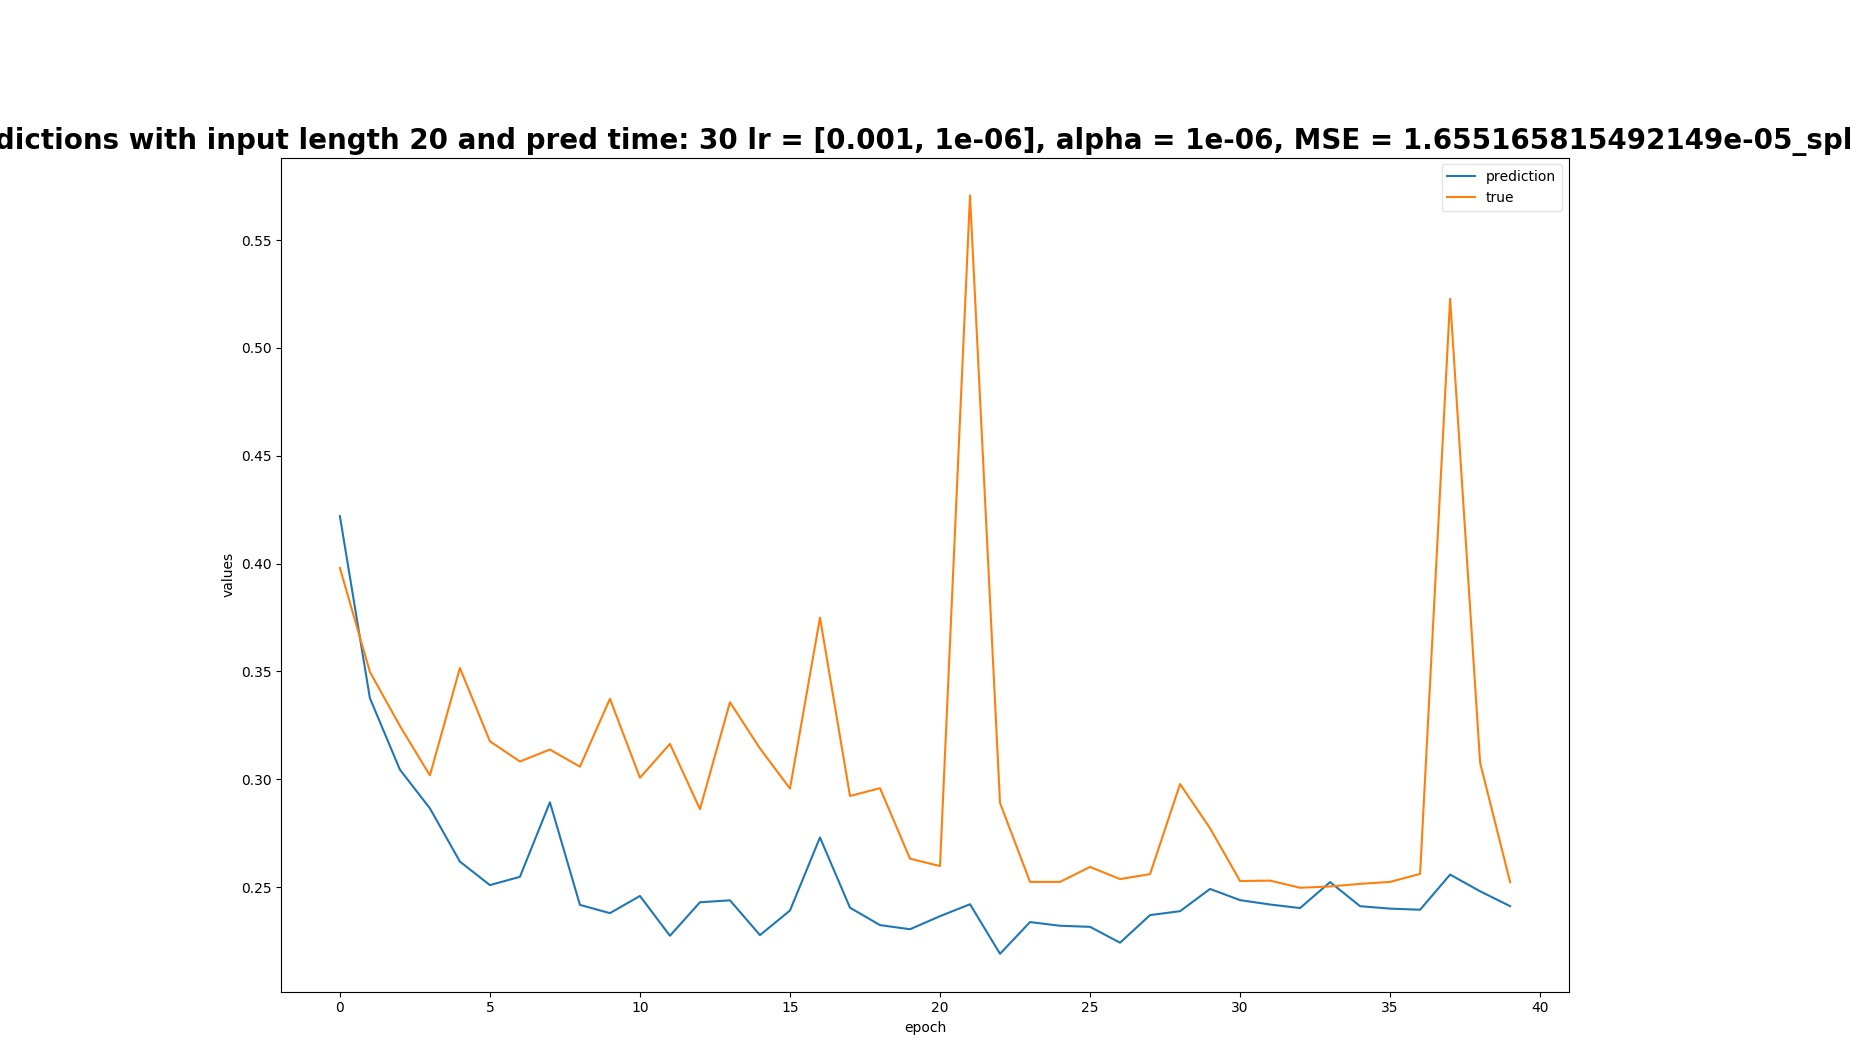 dictions with input length 20 and pred time: 30 lr = [0.001, 1e-06], alpha = 1e-06, MSE = 1.655165815492149e-05_spl
prediction
true
0.55
0.50
0.45
0.40
0.35
0.30
0.25
values
0 5 10 15 20 25 30 35 40
epoch